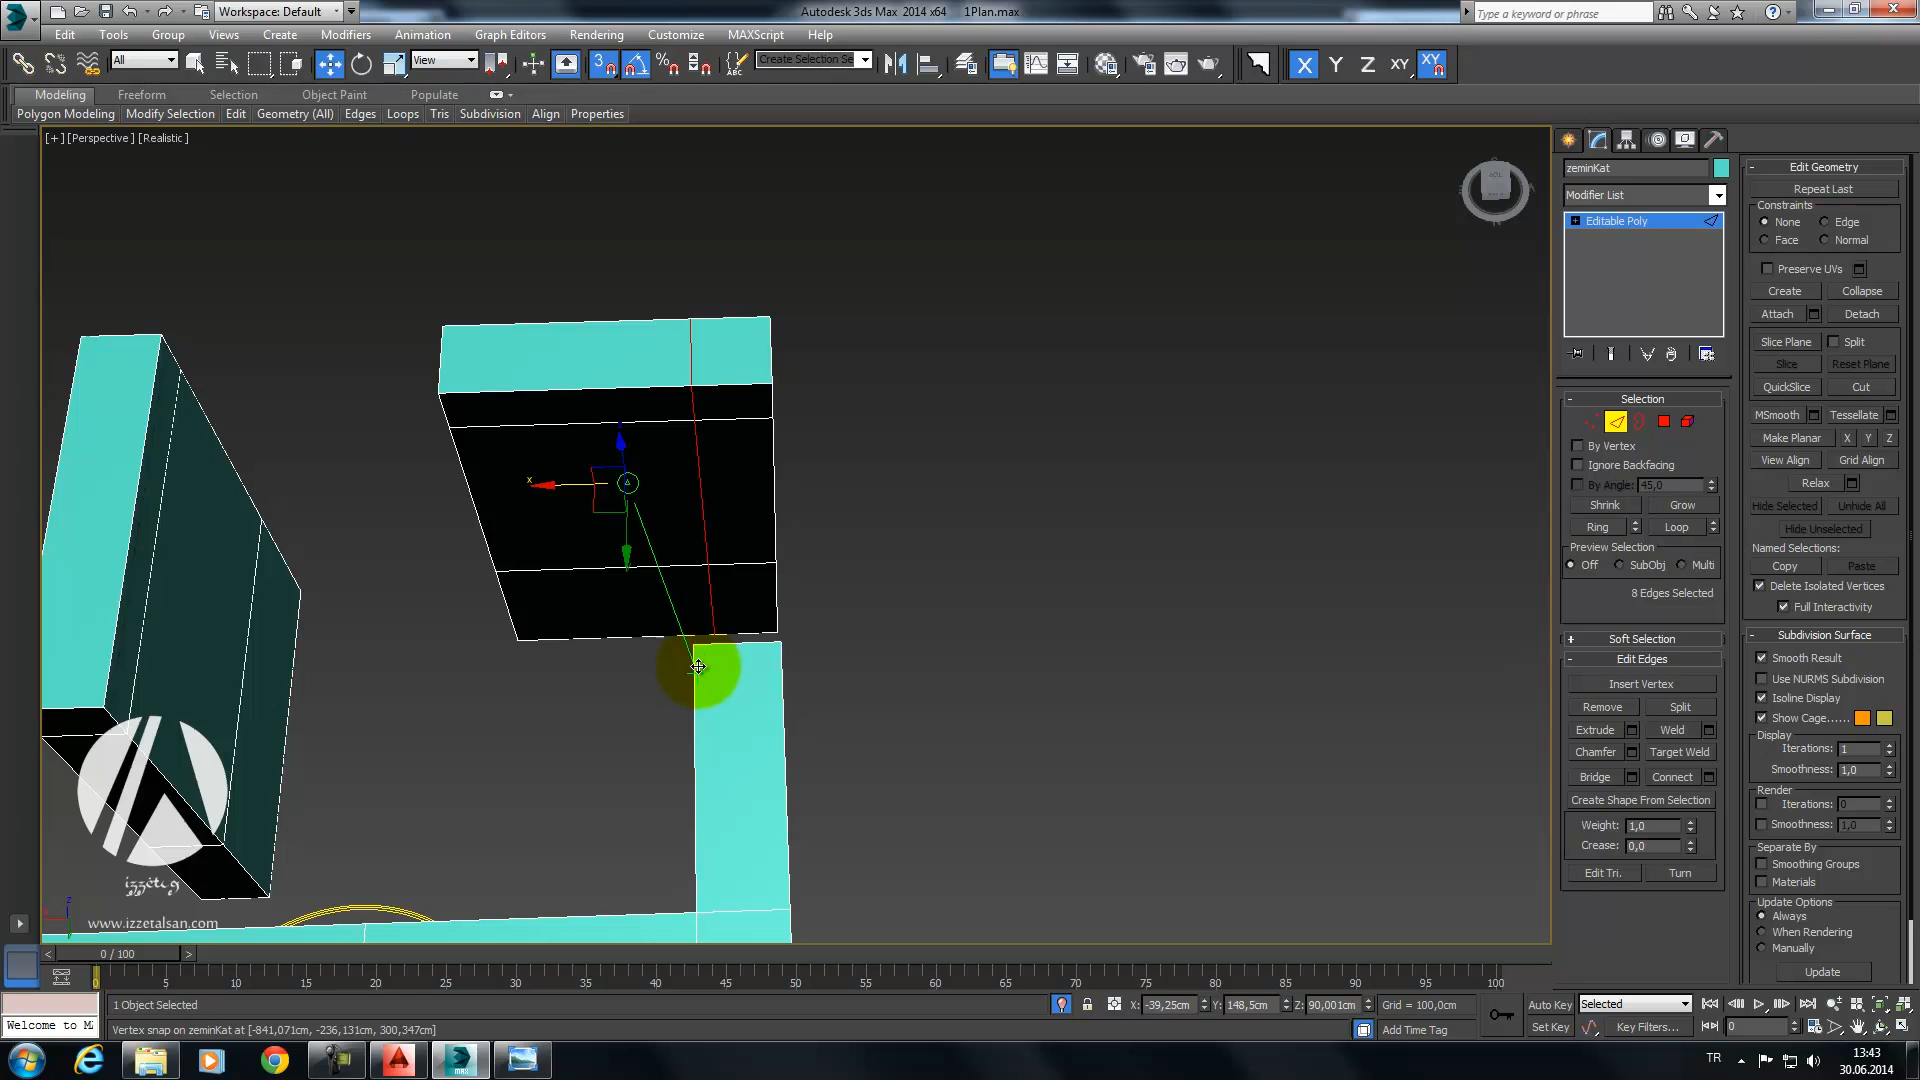 Workspace: Default
Autodesk 3ds Max 2014 x64 1Plan.max
Type a keyword or phrase
Edit Tools Group Views Create Modifiers Animation Graph Editors Rendering Customize MAXScript Help
All View 3 Create Selection Se X Y Z XY XY
Modeling Freeform Selection Object Paint Populate
Polygon Modeling Modify Selection Edit Geometry (All) Edges Loops Tris Subdivision Align Properties
[+] [Perspective] [Realistic]
zeminKat
Modifier List
Editable Poly
Selection
By Vertex
Ignore Backfacing
By Angle: 45,0
Shrink Grow
Ring Loop
Preview Selection
Off SubObj Multi
8 Edges Selected
Soft Selection
Edit Edges
Insert Vertex
Remove Split
Extrude Weld
Chamfer Target Weld
Bridge Connect
Create Shape From Selection
Weight: 1,0
Crease: 0,0
Edit Tri. Turn
Edit Geometry
Repeat Last
Constraints
None Edge
Face Normal
Preserve UVs
Create Collapse
Attach Detach
Slice Plane Split
Slice Reset Plane
QuickSlice Cut
MSmooth Tessellate
Make Planar X Y Z
View Align Grid Align
Relax
Hide Selected Unhide All
Hide Unselected
Named Selections:
Copy Paste
Delete Isolated Vertices
Full Interactivity
Subdivision Surface
Smooth Result
Use NURMS Subdivision
Isoline Display
Show Cage......
Display
Iterations: 1
Smoothness: 1,0
Render
Iterations: 0
Smoothness: 1,0
Separate By
Smoothing Groups
Materials
Update Options
Always
When Rendering
Manually
Update
x
www.izzetalsan.com
0 / 100
0 5 10 15 20 25 30 35 40 45 50 55 60 65 70 75 80 85 90 95 100
1 Object Selected X: -39,25cm Y: 148,5cm Z: 90,001cm Grid = 100,0cm Auto Key Selected
Welcome to M Vertex snap on zeminKat at [-841,071cm, -236,131cm, 300,347cm] Add Time Tag Set Key Key Filters... 0
TR 13:43
30.06.2014